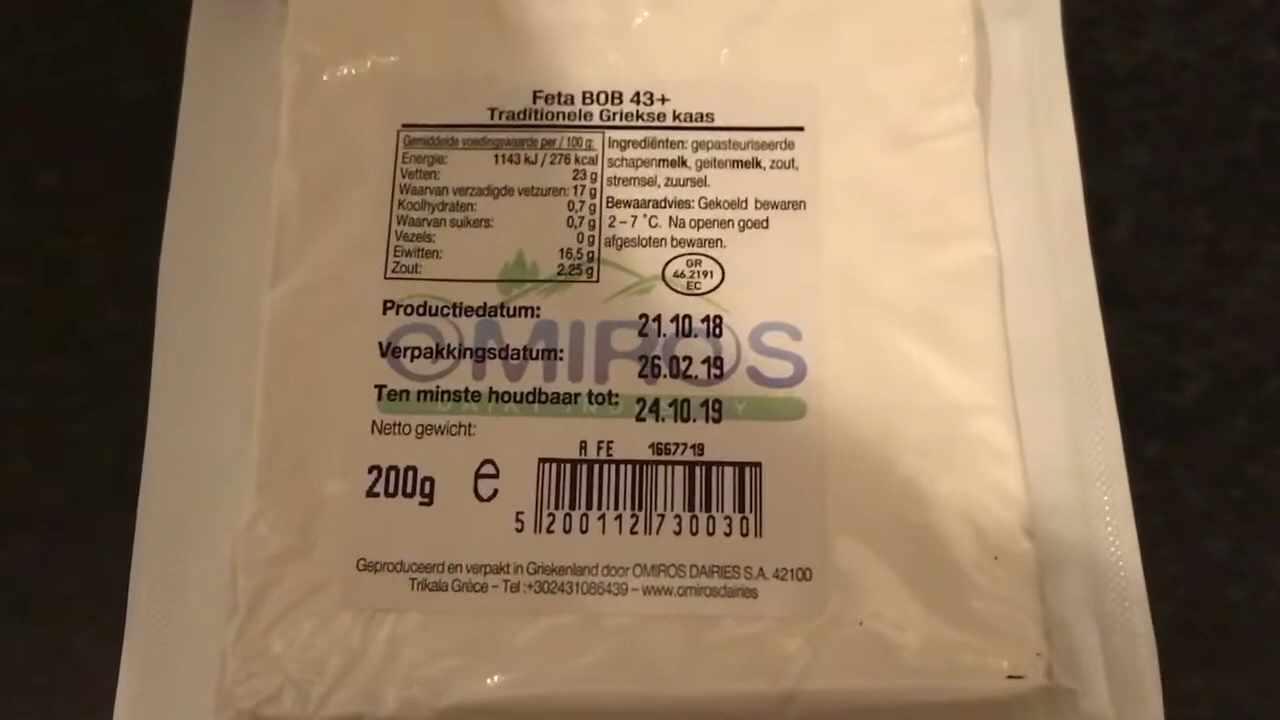 Feta BOB 43+
Traditionele Griekse kaas
Gemiddelde voedingswaarde per / 100 g:
Energie: 1143 kJ / 276 kcal
Vetten: 23 g
Waarvan verzadigde vetzuren: 17 g
Koolhydraten: 0,7 g
Waarvan suikers: 0,7 g
Vezels: 0 g
Eiwitten: 16,5 g
Zout: 2,25 g
Ingrediënten: gepasteuriseerde
schapenmelk, geitenmelk, zout,
stremsel, zuursel.
Bewaaradvies: Gekoeld bewaren
2-7 °C. Na openen goed
afgesloten bewaren.
GR
46.2191
EC
OMIROS
DAIRY INDUSTRY
Productiedatum: 21.10.18
Verpakkingsdatum: 26.02.19
Ten minste houdbaar tot: 24.10.19
Netto gewicht:
200g e
A FE 1667719
5 200112 730030
Geproduceerd en verpakt in Griekenland door OMIROS DAIRIES S.A. 42100
Trikala Grèce - Tel :+302431086439 - www.omirosdairies